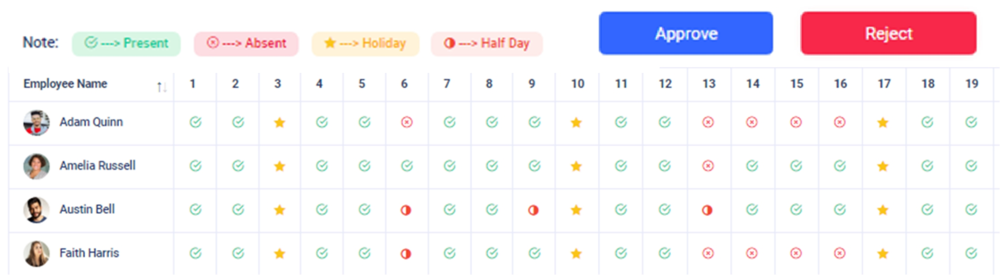 Approve Reject
Note: ---> Present ---> Absent ---> Holiday ---> Half Day
Employee Name 1 2 3 4 5 6 7 8 9 10 11 12 13 14 15 16 17 18 19
Adam Quinn
Amelia Russell
Austin Bell
Faith Harris